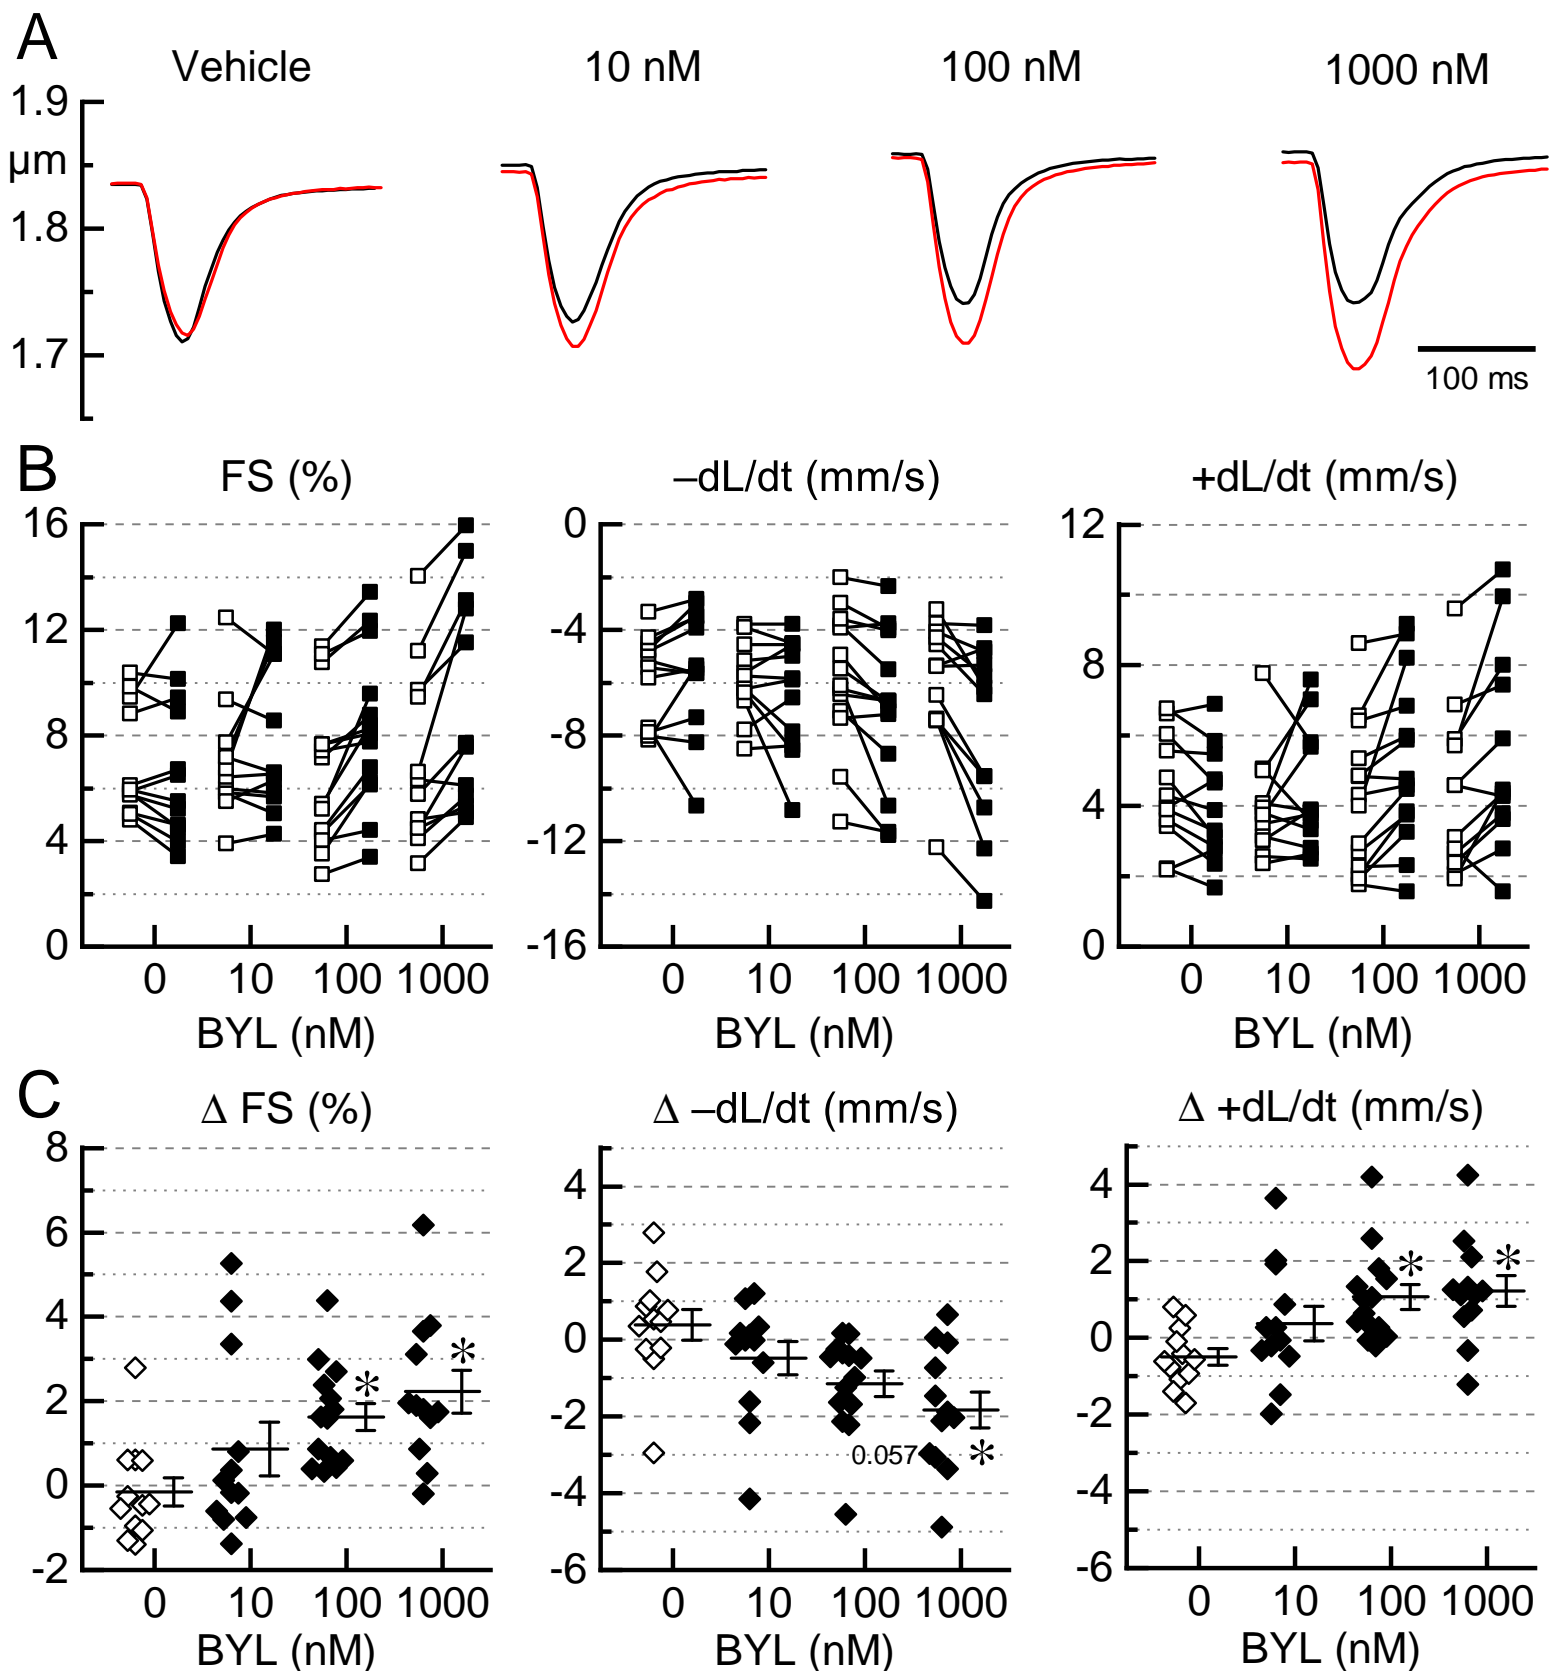 A
Vehicle 10 nM 100 nM 1000 nM
1.9
µm
1.8
1.7
100 ms
B
FS (%) –dL/dt (mm/s) +dL/dt (mm/s)
16 0 12
12 -4 8
8 -8 4
4 -12
0 -16 0
0 10 100 1000 0 10 100 1000 0 10 100 1000
BYL (nM) BYL (nM) BYL (nM)
C
Δ FS (%) Δ –dL/dt (mm/s) Δ +dL/dt (mm/s)
8
6 4 4
4 2 2
* * * *
2 0 0
0 -2 -2
0.057 *
-4 -4
-2 -6 -6
0 10 100 1000 0 10 100 1000 0 10 100 1000
BYL (nM) BYL (nM) BYL (nM)